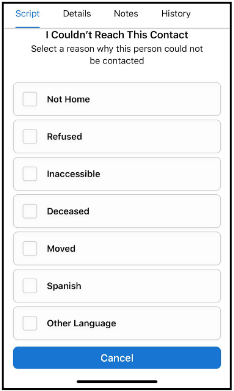 Script Details Notes History
I Couldn't Reach This Contact
Select a reason why this person could not
be contacted
Not Home
Refused
Inaccessible
Deceased
Moved
Spanish
Other Language
Cancel